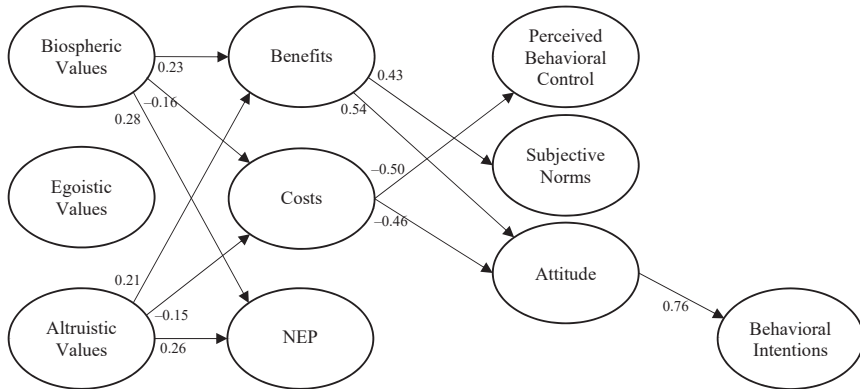 Biospheric
Values
Benefits
Perceived
Behavioral
Control
0.23
0.43
–0.16
0.54
0.28
Egoistic
Values
Costs
Subjective
Norms
–0.50
–0.46
0.21
Attitude
–0.15
0.76
Altruistic
Values
0.26
NEP
Behavioral
Intentions